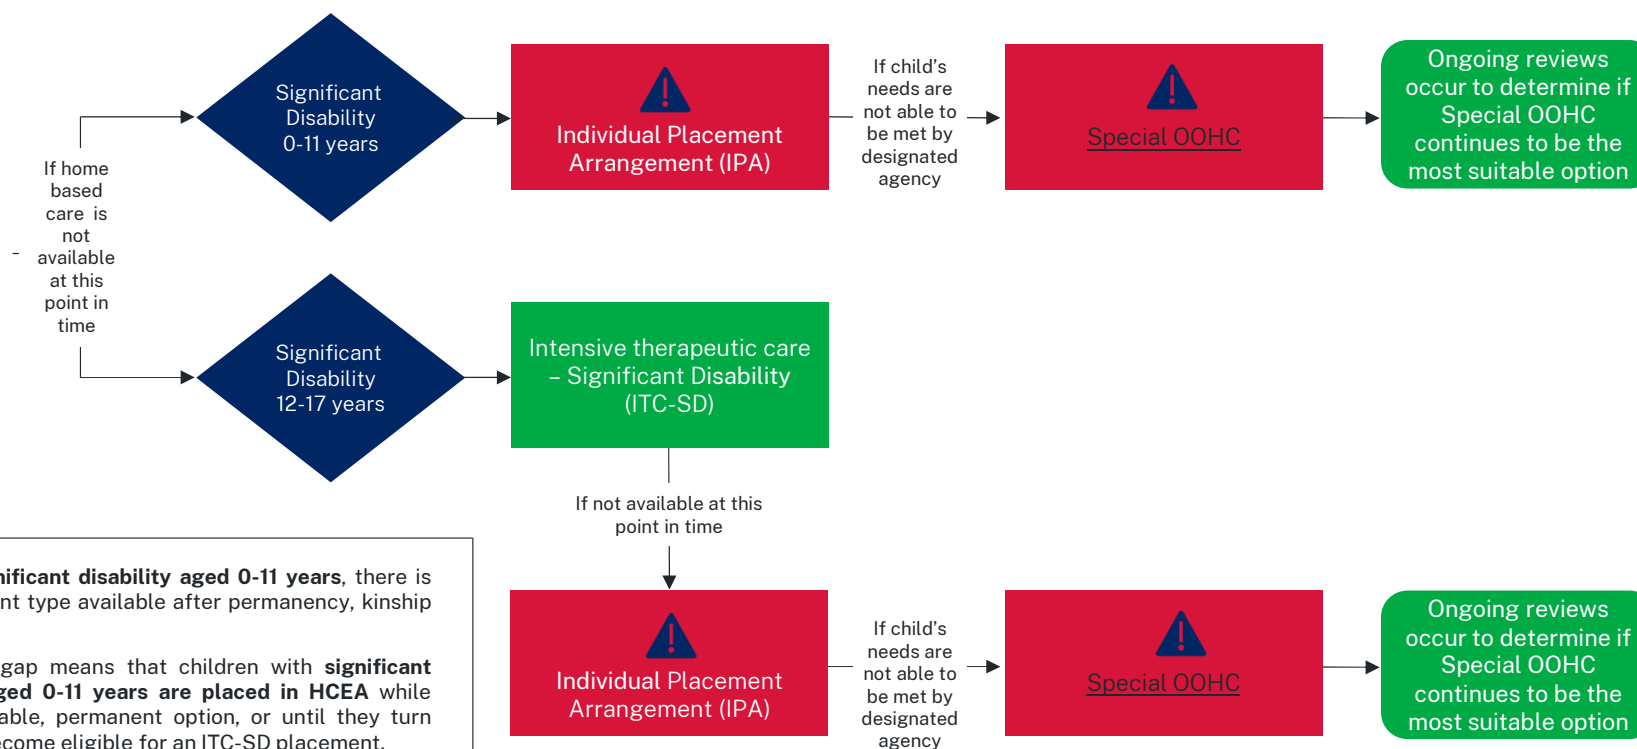 If home
based
care is
not
available
at this
point in
time
Significant
Disability
0-11 years
Individual Placement
Arrangement (IPA)
If child's
needs are
not able to
be met by
designated
agency
Special OOHC
Ongoing reviews
occur to determine if
Special OOHC
continues to be the
most suitable option
Significant
Disability
12-17 years
Intensive therapeutic care
– Significant Disability
(ITC-SD)
If not available at this
point in time
Individual Placement
Arrangement (IPA)
If child's
needs are
not able to
be met by
designated
agency
Special OOHC
Ongoing reviews
occur to determine if
Special OOHC
continues to be the
most suitable option
disability aged 0-11 years, there is
type available after permanency, kinship
gap means that children with significant
0-11 years are placed in HCEA while
permanent option, or until they turn
become eligible for an ITC-SD placement.